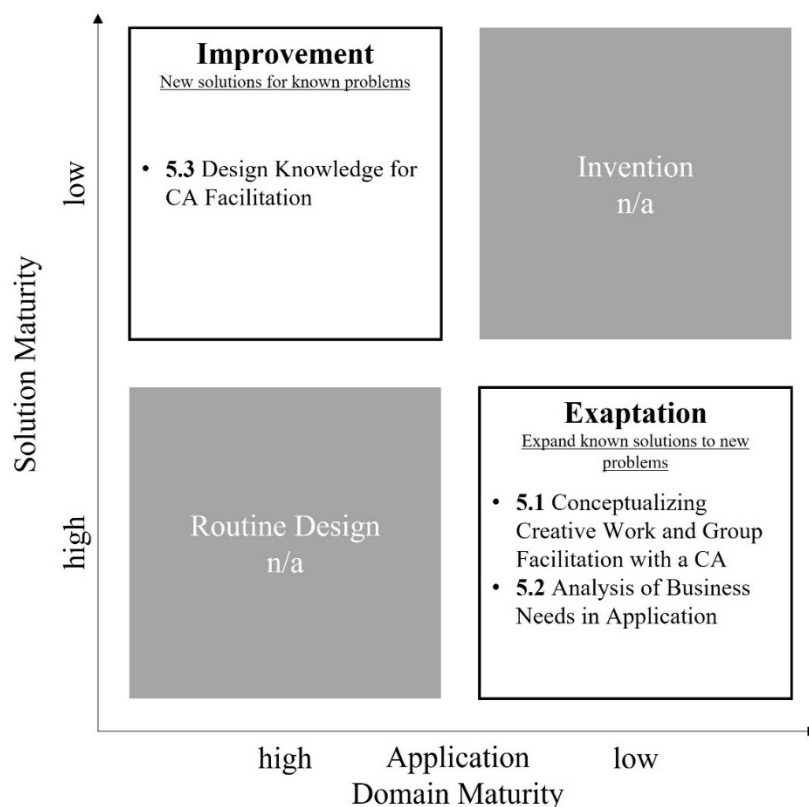 Improvement
New solutions for known problems
• 5.3 Design Knowledge for
CA Facilitation
Invention
n/a
low
Solution Maturity
high
Routine Design
n/a
Exaptation
Expand known solutions to new
problems
• 5.1 Conceptualizing
Creative Work and Group
Facilitation with a CA
• 5.2 Analysis of Business
Needs in Application
high
Application
low
Domain Maturity